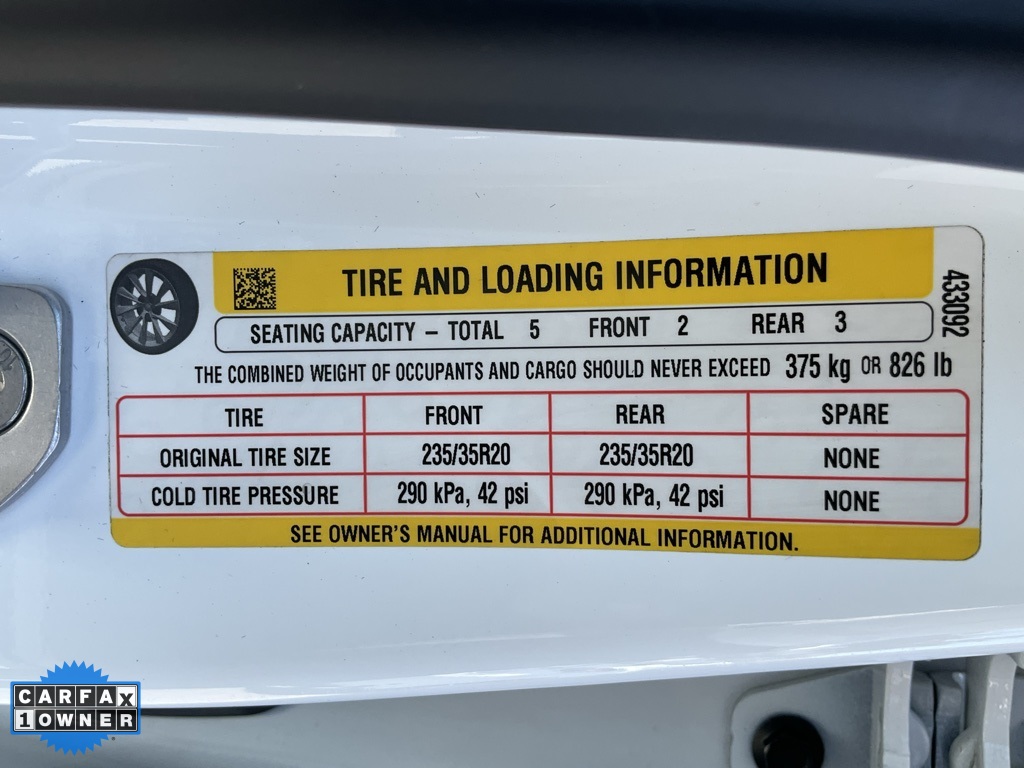 TIRE AND LOADING INFORMATION
433092
SEATING CAPACITY – TOTAL 5 FRONT 2 REAR 3
THE COMBINED WEIGHT OF OCCUPANTS AND CARGO SHOULD NEVER EXCEED 375 kg OR 826 lb
TIRE FRONT REAR SPARE
ORIGINAL TIRE SIZE 235/35R20 235/35R20 NONE
COLD TIRE PRESSURE 290 kPa, 42 psi 290 kPa, 42 psi NONE
SEE OWNER'S MANUAL FOR ADDITIONAL INFORMATION.
CARFAX
1 OWNER